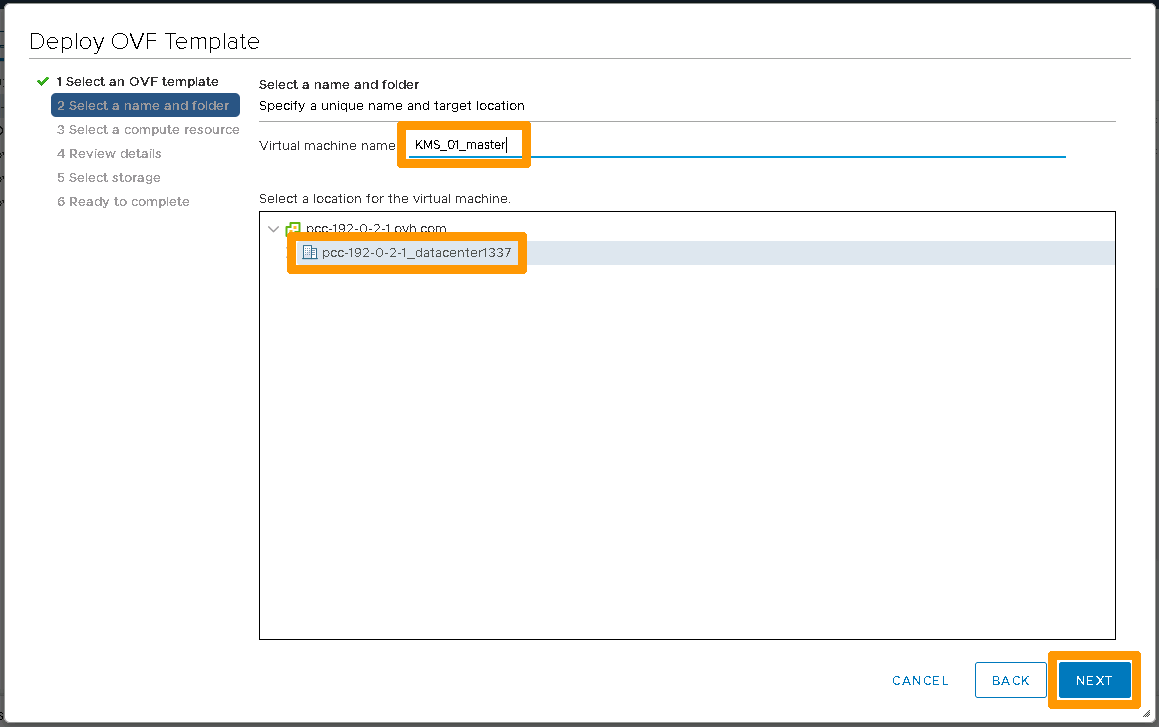 Deploy OVF Template
1 Select an OVF template
2 Select a name and folder
3 Select a compute resource
4 Review details
5 Select storage
6 Ready to complete
Select a name and folder
Specify a unique name and target location
Virtual machine name
KMS_01_master
Select a location for the virtual machine.
pcc-192-0-2-1.ovh.com
pcc-192-0-2-1_datacenter1337
CANCEL
BACK
NEXT